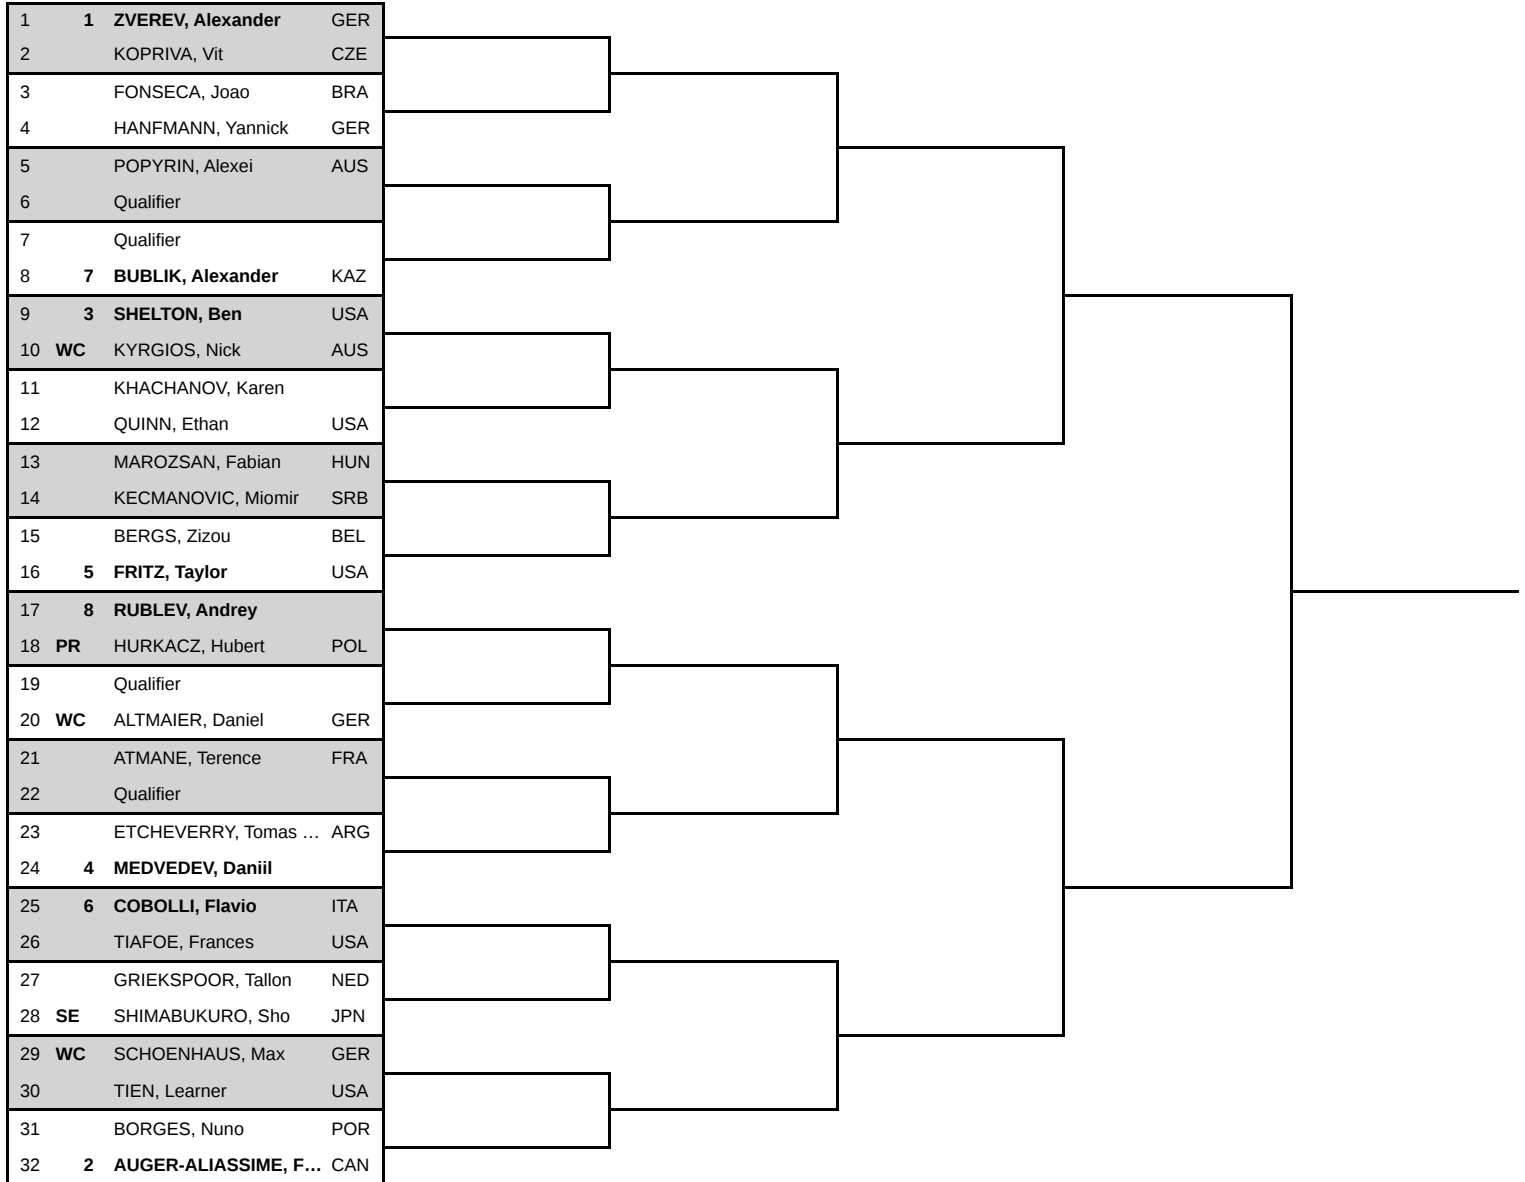 1 1 ZVEREV, Alexander GER
2 KOPRIVA, Vit CZE
3 FONSECA, Joao BRA
4 HANFMANN, Yannick GER
5 POPYRIN, Alexei AUS
6 Qualifier
7 Qualifier
8 7 BUBLIK, Alexander KAZ
9 3 SHELTON, Ben USA
10 WC KYRGIOS, Nick AUS
11 KHACHANOV, Karen
12 QUINN, Ethan USA
13 MAROZSAN, Fabian HUN
14 KECMANOVIC, Miomir SRB
15 BERGS, Zizou BEL
16 5 FRITZ, Taylor USA
17 8 RUBLEV, Andrey
18 PR HURKACZ, Hubert POL
19 Qualifier
20 WC ALTMAIER, Daniel GER
21 ATMANE, Terence FRA
22 Qualifier
23 ETCHEVERRY, Tomas ... ARG
24 4 MEDVEDEV, Daniil
25 6 COBOLLI, Flavio ITA
26 TIAFOE, Frances USA
27 GRIEKSPOOR, Tallon NED
28 SE SHIMABUKURO, Sho JPN
29 WC SCHOENHAUS, Max GER
30 TIEN, Learner USA
31 BORGES, Nuno POR
32 2 AUGER-ALIASSIME, F... CAN